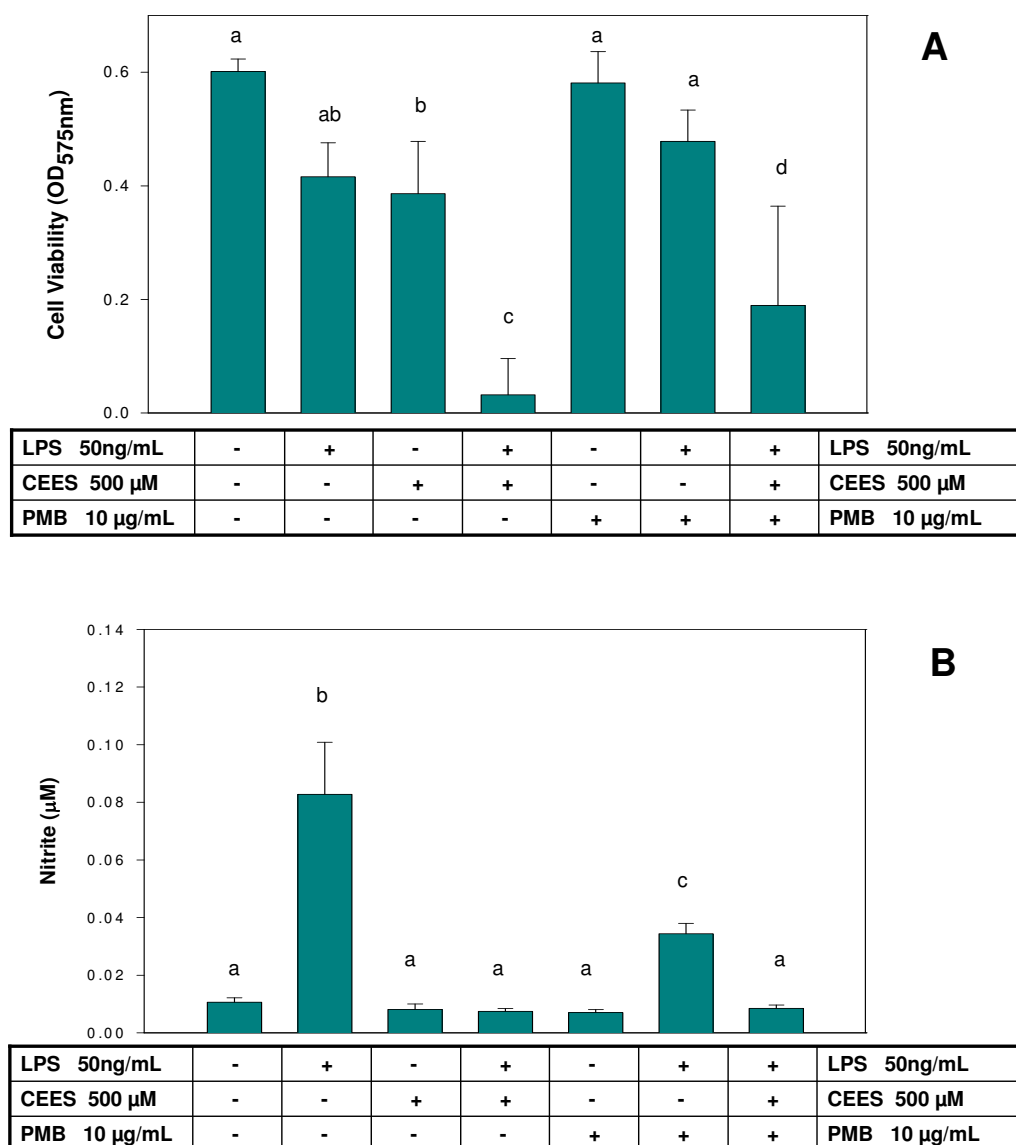 A
a
ab
b
c
a
a
d
Cell Viability (OD575nm)
0.6
0.4
0.2
0.0
LPS 50ng/mL - + - + - + + LPS 50ng/mL
CEES 500 µM - - + + - - + CEES 500 µM
PMB 10 µg/mL - - - - + + + PMB 10 µg/mL
B
a
b
a
a
a
c
a
Nitrite (µM)
0.14
0.12
0.10
0.08
0.06
0.04
0.02
0.00
LPS 50ng/mL - + - + - + + LPS 50ng/mL
CEES 500 µM - - + + - - + CEES 500 µM
PMB 10 µg/mL - - - - + + + PMB 10 µg/mL